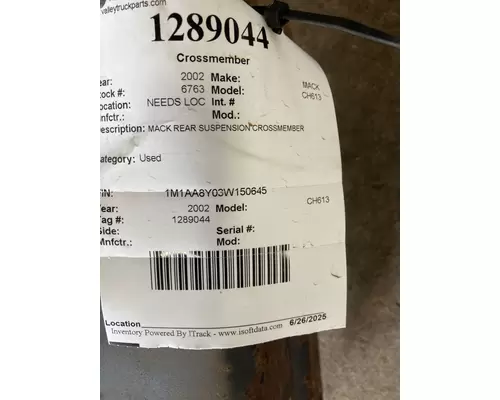 valleytruckparts.com
1289044
Crossmember
ear: 2002 Make: MACK
tock #: 6763 Model: CH613
ocation: NEEDS LOC Int. #
nfctr.: Mod.:
escription: MACK REAR SUSPENSION CROSSMEMBER
ategory: Used
IN: 1M1AA8Y03W150645
Year: 2002 Model: CH613
Tag #: 1289044
Side: Serial #:
Mnfctr.: Mod:
Location 6/26/2025
Inventory Powered By ITrack - www.isoftdata.com